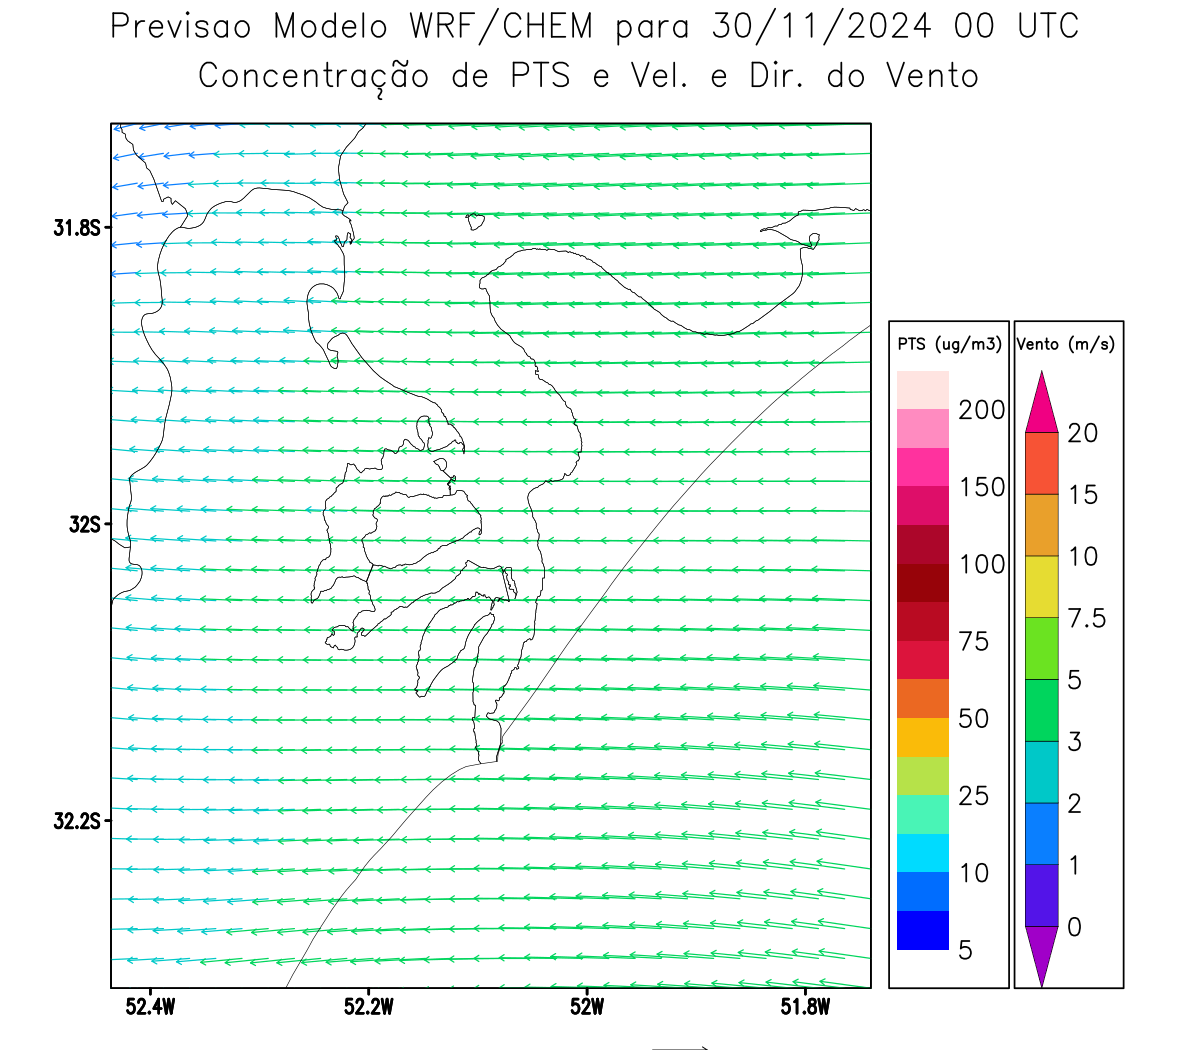 Previsao Modelo WRF/CHEM para 30/11/2024 00 UTC
Concentração de PTS e Vel. e Dir. do Vento
31.8S
32S
32.2S
52.4W
52.2W
52W
51.8W
PTS (ug/m3)
200
150
100
75
50
25
10
5
Vento (m/s)
20
15
10
7.5
5
3
2
1
0